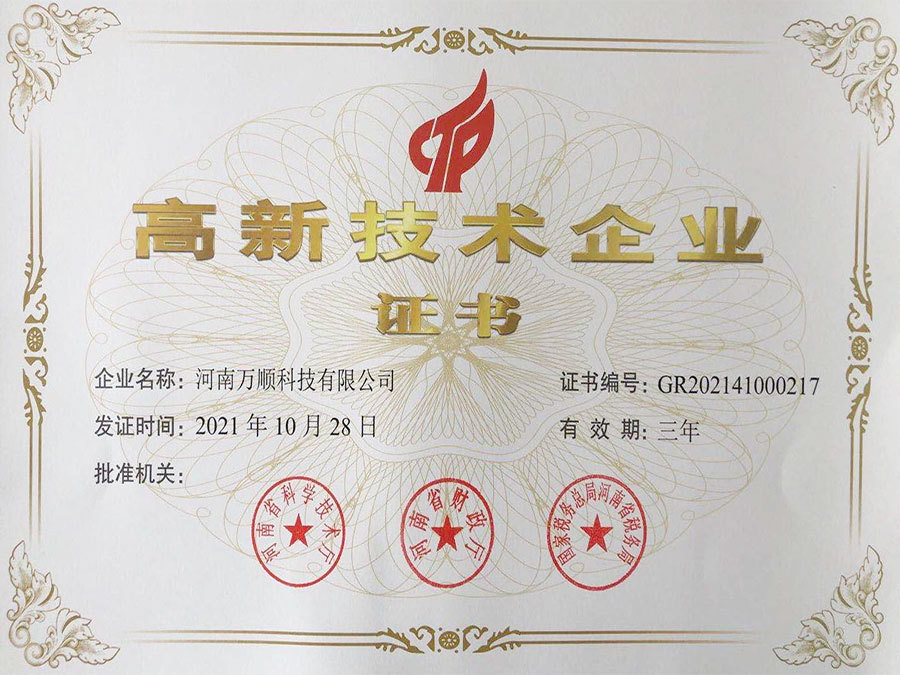 CTP
高新技术企业
证书
企业名称：河南万顺科技有限公司
证书编号：GR202141000217
发证时间：2021年10月28日
有效期：三年
批准机关：
河南省科学技术厅
河南省财政厅
国家税务总局河南省税务局